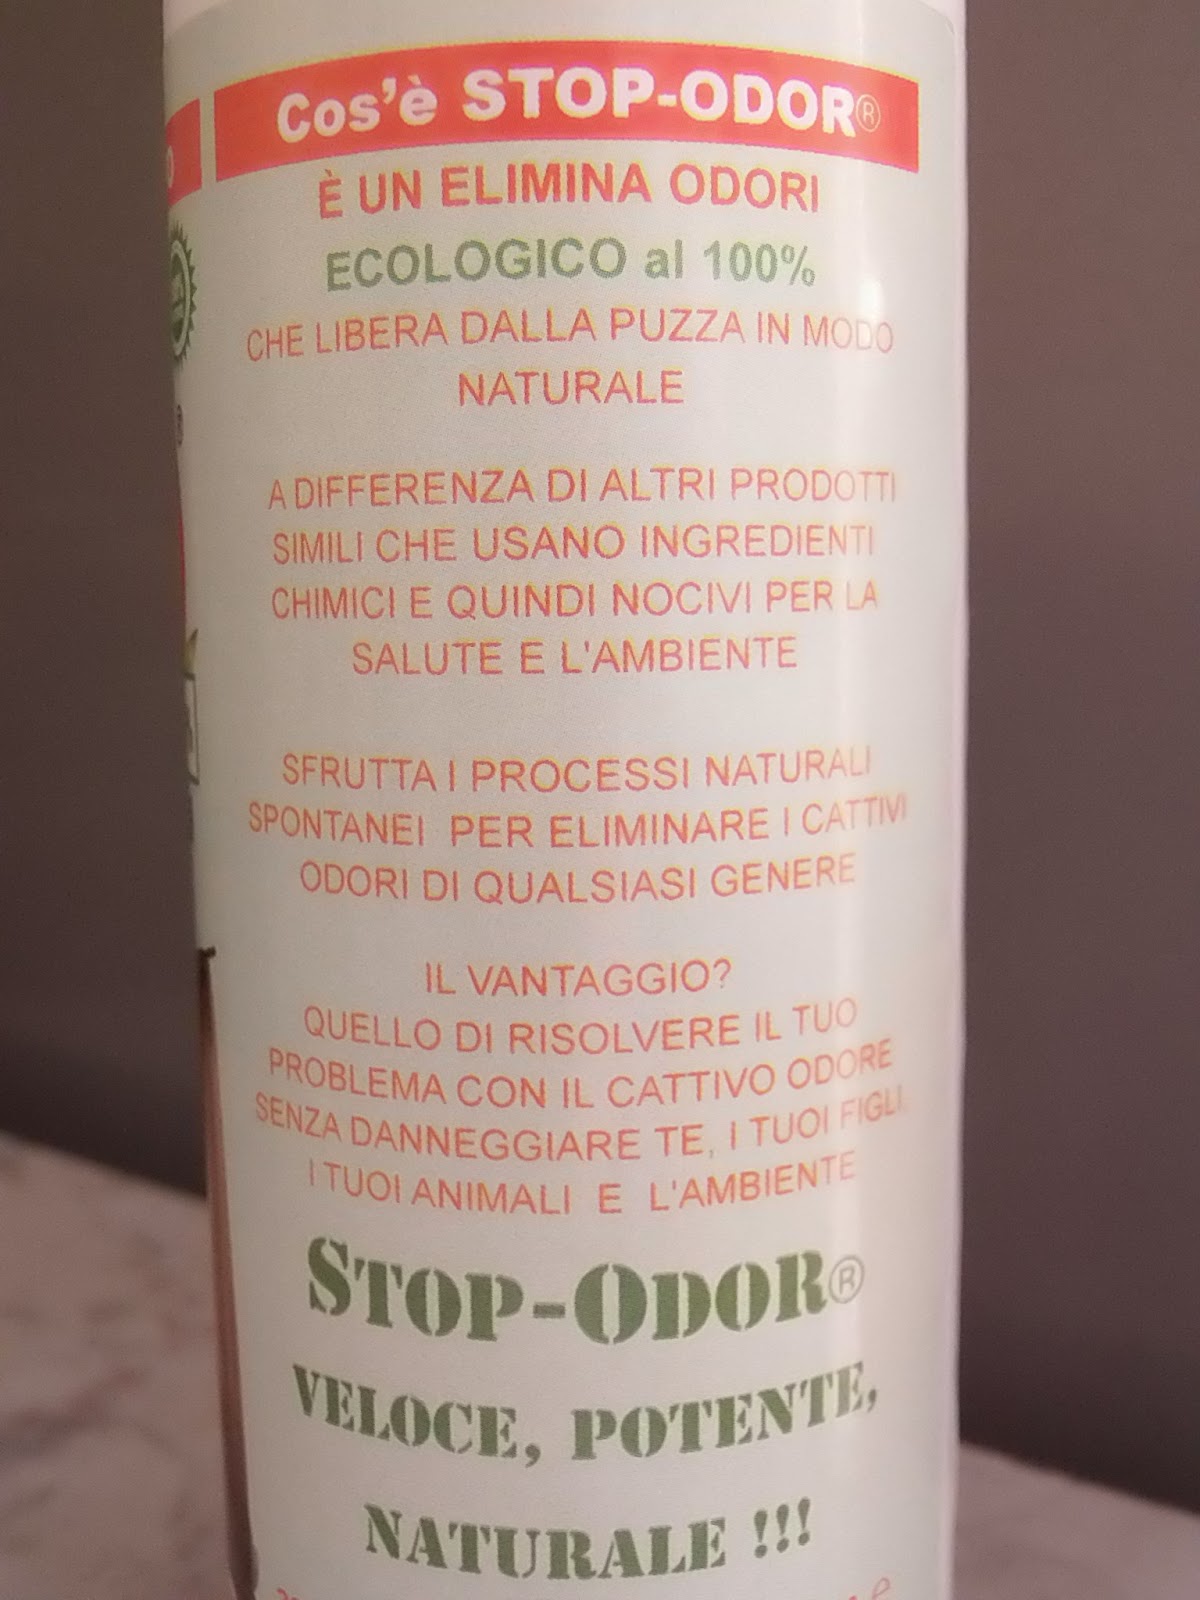 Cos'è STOP-ODOR®
È UN ELIMINA ODORI
ECOLOGICO al 100%
CHE LIBERA DALLA PUZZA IN MODO
NATURALE
A DIFFERENZA DI ALTRI PRODOTTI
SIMILI CHE USANO INGREDIENTI
CHIMICI E QUINDI NOCIVI PER LA
SALUTE E L'AMBIENTE
SFRUTTA I PROCESSI NATURALI
SPONTANEI PER ELIMINARE I CATTIVI
ODORI DI QUALSIASI GENERE
IL VANTAGGIO?
QUELLO DI RISOLVERE IL TUO
PROBLEMA CON IL CATTIVO ODORE
SENZA DANNEGGIARE TE, I TUOI FIGLI,
I TUOI ANIMALI E L'AMBIENTE
STOP-ODOR®
VELOCE, POTENTE,
NATURALE !!!